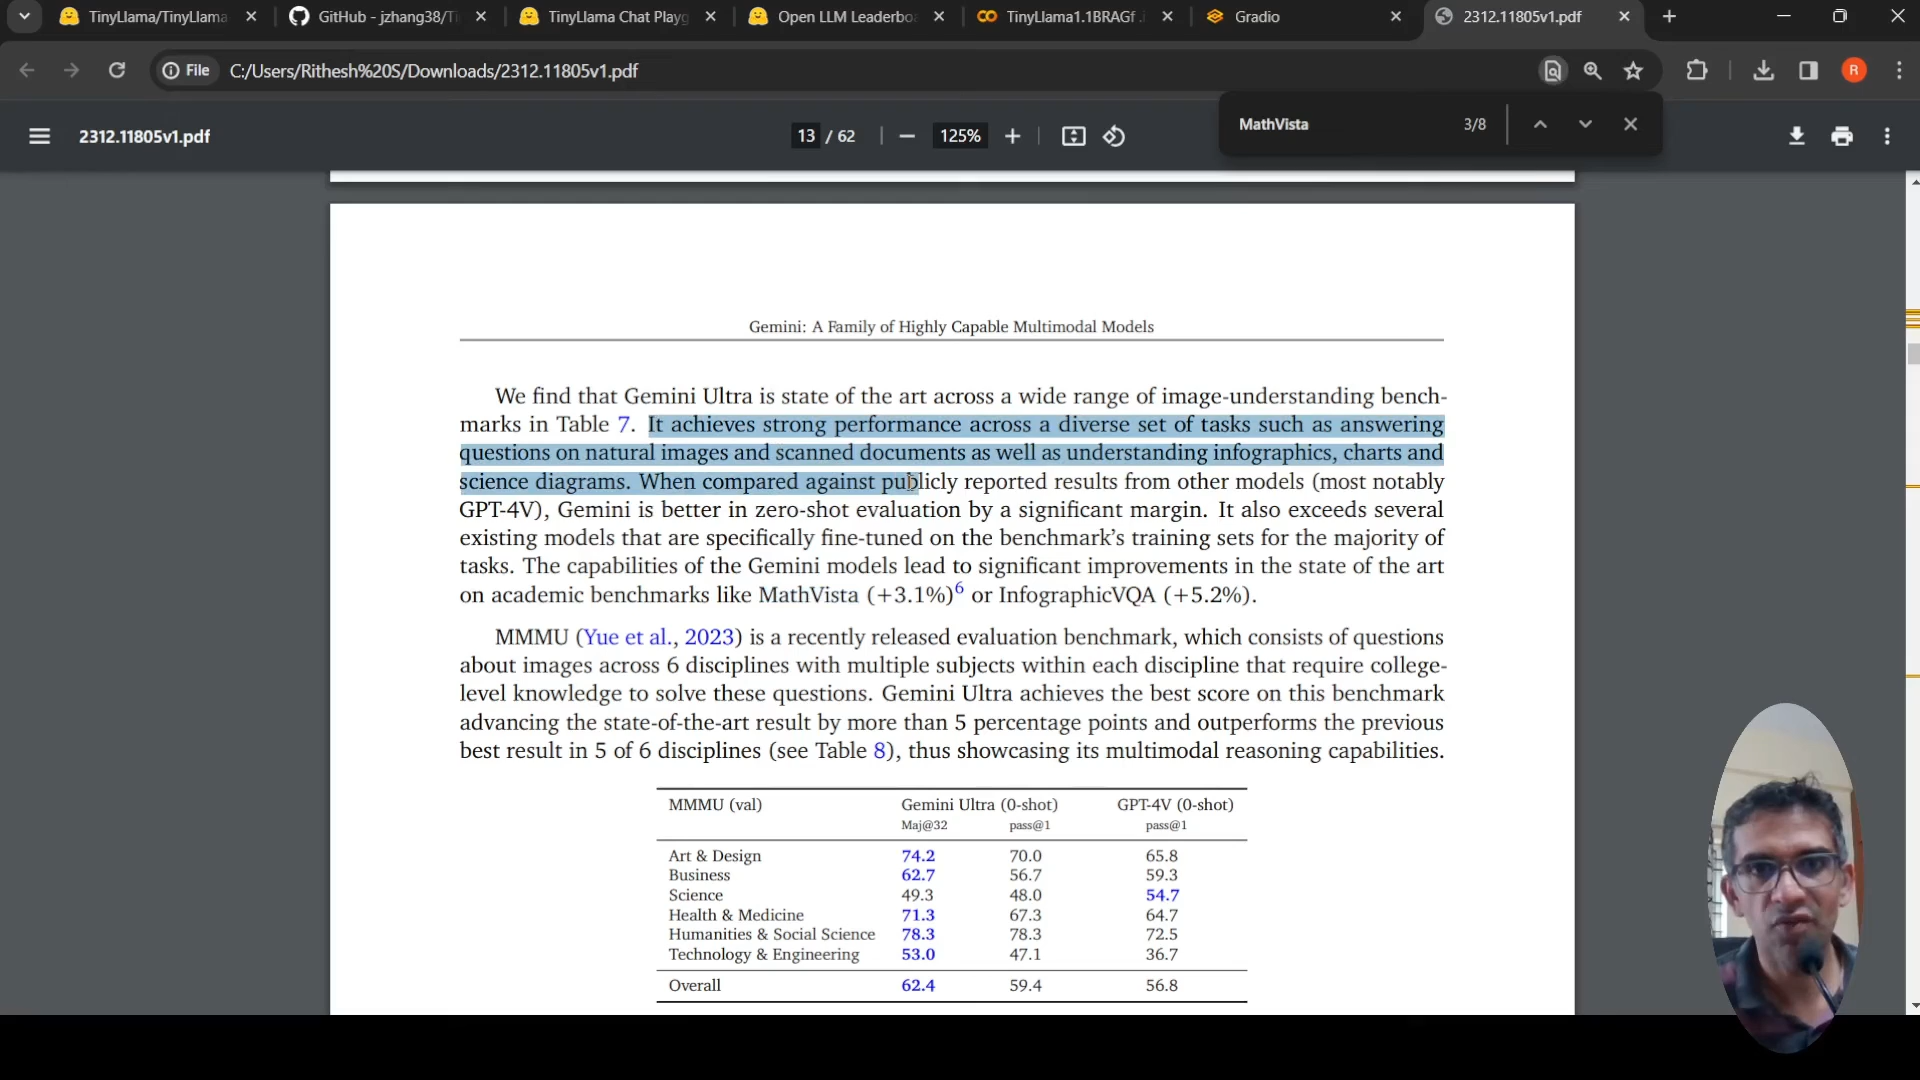 TinyLlama/TinyLlama
GitHub - jzhang38/Ti
TinyLlama Chat Playg
Open LLM Leaderbo
TinyLlama1.1BRAGf .i
Gradio
2312.11805v1.pdf
File
C:/Users/Rithesh%20S/Downloads/2312.11805v1.pdf
R
2312.11805v1.pdf
13 / 62
125%
MathVista
3/8
Gemini: A Family of Highly Capable Multimodal Models
We find that Gemini Ultra is state of the art across a wide range of image-understanding bench-
marks in Table 7. It achieves strong performance across a diverse set of tasks such as answering
questions on natural images and scanned documents as well as understanding infographics, charts and
science diagrams. When compared against publicly reported results from other models (most notably
GPT-4V), Gemini is better in zero-shot evaluation by a significant margin. It also exceeds several
existing models that are specifically fine-tuned on the benchmark's training sets for the majority of
tasks. The capabilities of the Gemini models lead to significant improvements in the state of the art
on academic benchmarks like MathVista (+3.1%)6 or InfographicVQA (+5.2%).
MMMU (Yue et al., 2023) is a recently released evaluation benchmark, which consists of questions
about images across 6 disciplines with multiple subjects within each discipline that require college-
level knowledge to solve these questions. Gemini Ultra achieves the best score on this benchmark
advancing the state-of-the-art result by more than 5 percentage points and outperforms the previous
best result in 5 of 6 disciplines (see Table 8), thus showcasing its multimodal reasoning capabilities.
MMMU (val) Gemini Ultra (0-shot) GPT-4V (0-shot)
Maj@32 pass@1 pass@1
Art & Design 74.2 70.0 65.8
Business 62.7 56.7 59.3
Science 49.3 48.0 54.7
Health & Medicine 71.3 67.3 64.7
Humanities & Social Science 78.3 78.3 72.5
Technology & Engineering 53.0 47.1 36.7
Overall 62.4 59.4 56.8